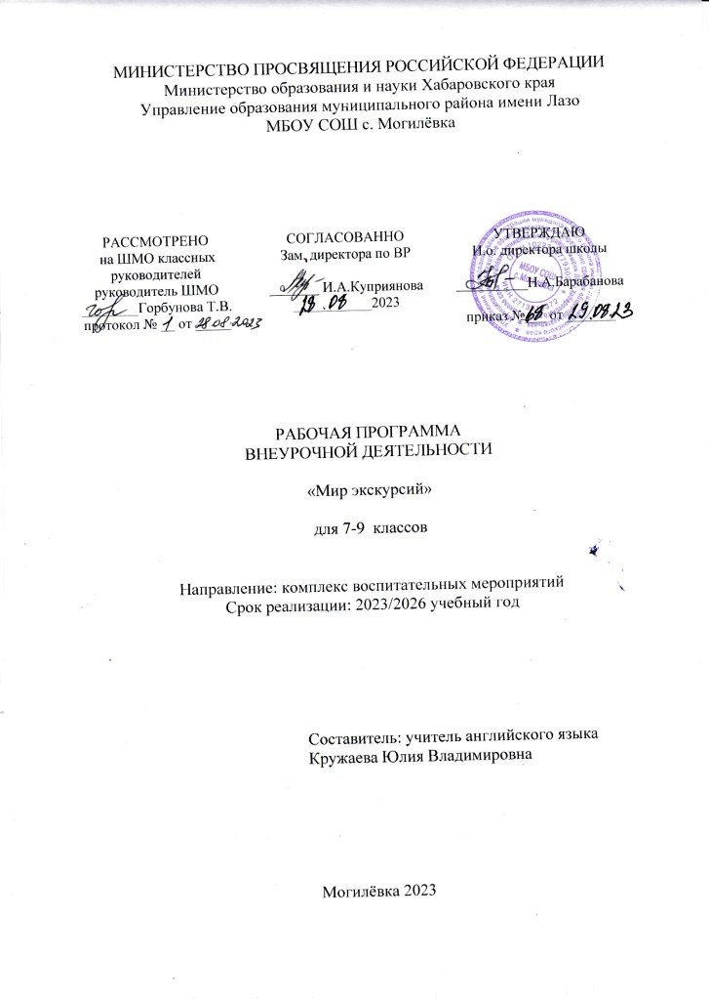 МИНИСТЕРСТВО ПРОСВЯЩЕНИЯ РОССИЙСКОЙ ФЕДЕРАЦИИ
Министерство образования и науки Хабаровского края
Управление образования муниципального района имени Лазо
МБОУ СОШ с. Могилёвка
РАССМОТРЕНО
на ШМО классных
руководителей
руководитель ШМО
Горбунова Т.В.
протокол № 1 от 28.08.2023
СОГЛАСОВАННО
Зам, директора по ВР
И.А.Куприянова
28.08 2023
УТВЕРЖДАЮ
И.о. директора школы
Н.А.Барабанова
приказ № 68 от 29.08.23
МБОУ СОШ
РАБОЧАЯ ПРОГРАММА
ВНЕУРОЧНОЙ ДЕЯТЕЛЬНОСТИ
«Мир экскурсий»
для 7-9 классов
Направление: комплекс воспитательных мероприятий
Срок реализации: 2023/2026 учебный год
Составитель: учитель английского языка
Кружаева Юлия Владимировна
Могилёвка 2023